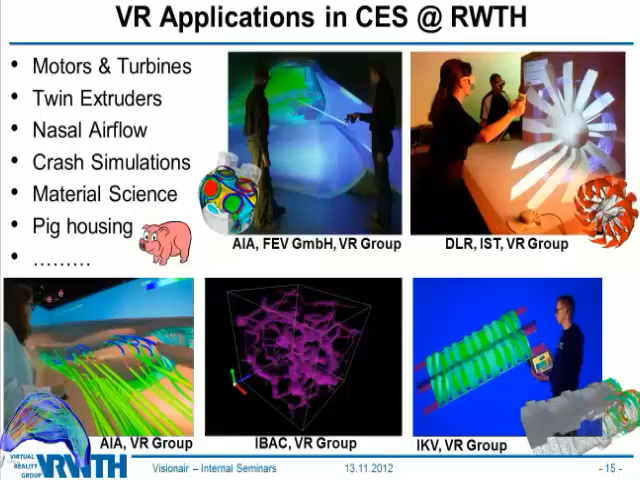 VR Applications in CES @ RWTH
• Motors & Turbines
• Twin Extruders
• Nasal Airflow
• Crash Simulations
• Material Science
• Pig housing
• .........
AIA, FEV GmbH, VR Group
DLR, IST, VR Group
AIA, VR Group
IBAC, VR Group
IKV, VR Group
VIRTUAL
REALITY
GROUP
RWTH
Visionair – Internal Seminars
13.11.2012
- 15 -